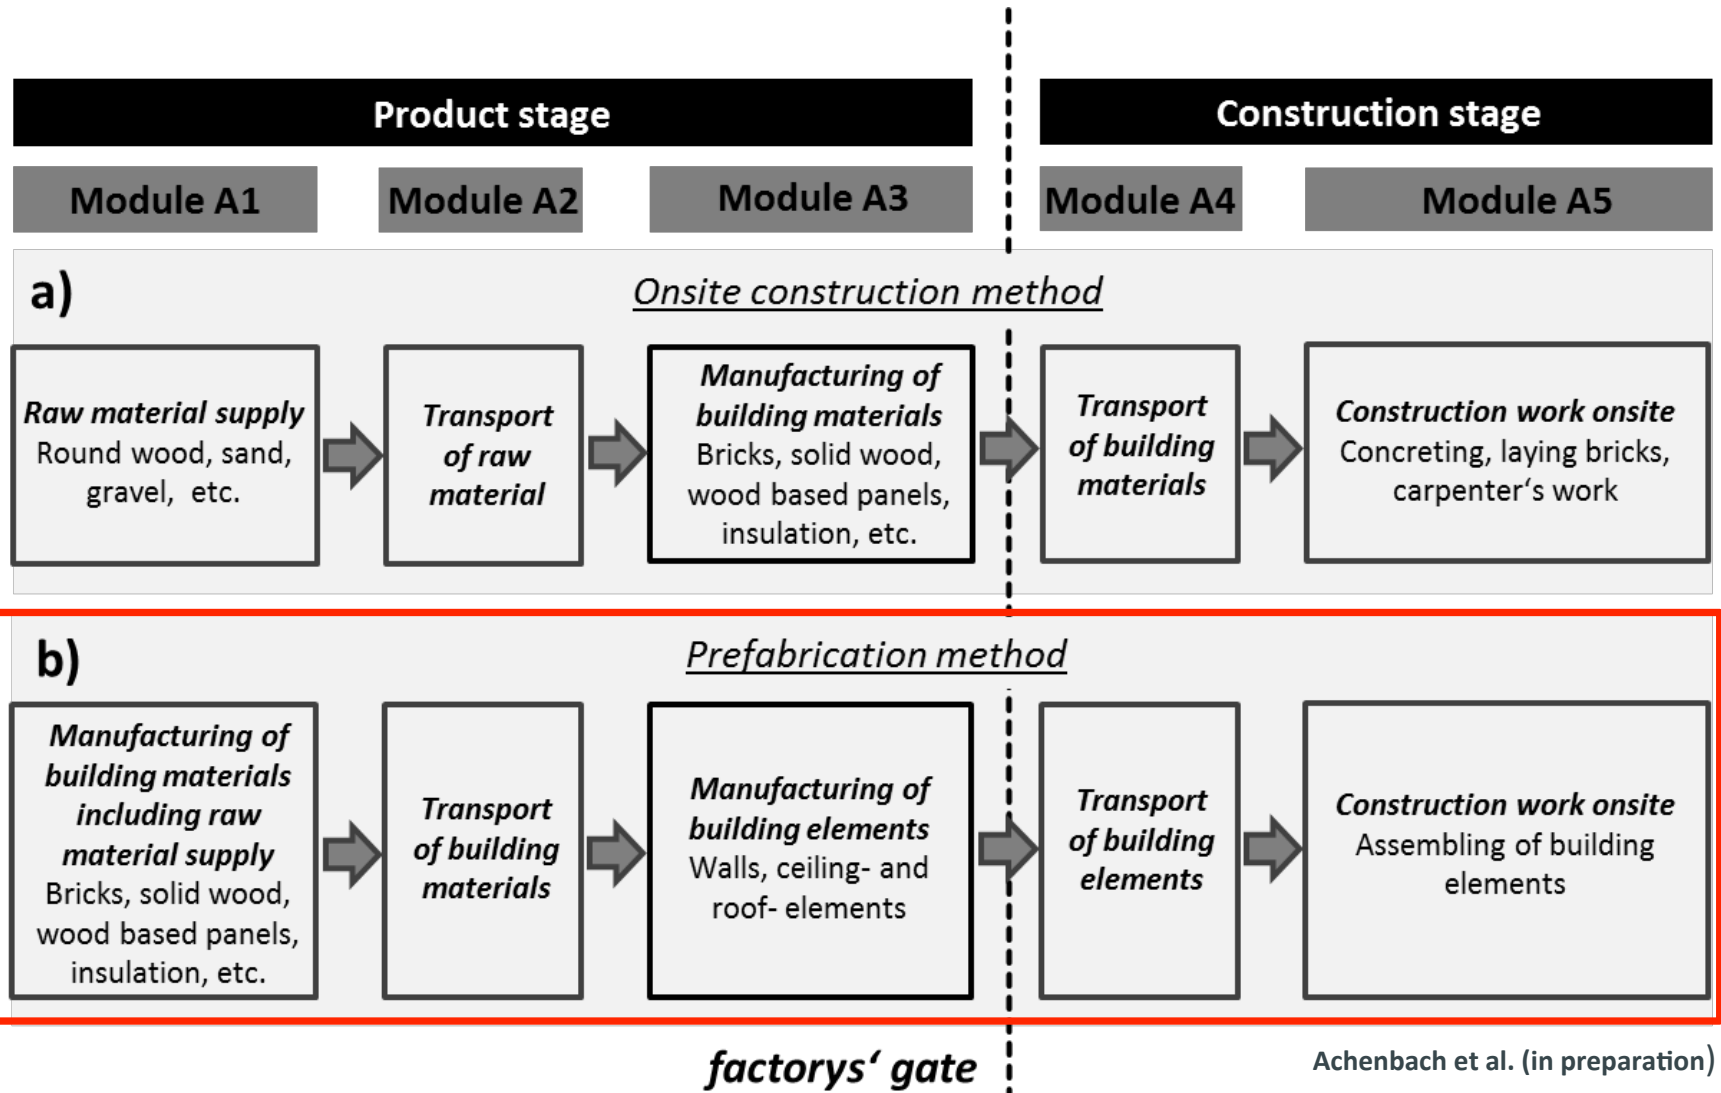 Product stage
Construction stage
Module A1
Module A2
Module A3
Module A4
Module A5
a)
Onsite construction method
Raw material supply
Round wood, sand,
gravel, etc.
Transport
of raw
material
Manufacturing of
building materials
Bricks, solid wood,
wood based panels,
insulation, etc.
Transport
of building
materials
Construction work onsite
Concreting, laying bricks,
carpenter‘s work
b)
Prefabrication method
Manufacturing of
building materials
including raw
material supply
Bricks, solid wood,
wood based panels,
insulation, etc.
Transport
of building
materials
Manufacturing of
building elements
Walls, ceiling- and
roof- elements
Transport
of building
elements
Construction work onsite
Assembling of building
elements
factorys‘ gate
Achenbach et al. (in preparation)